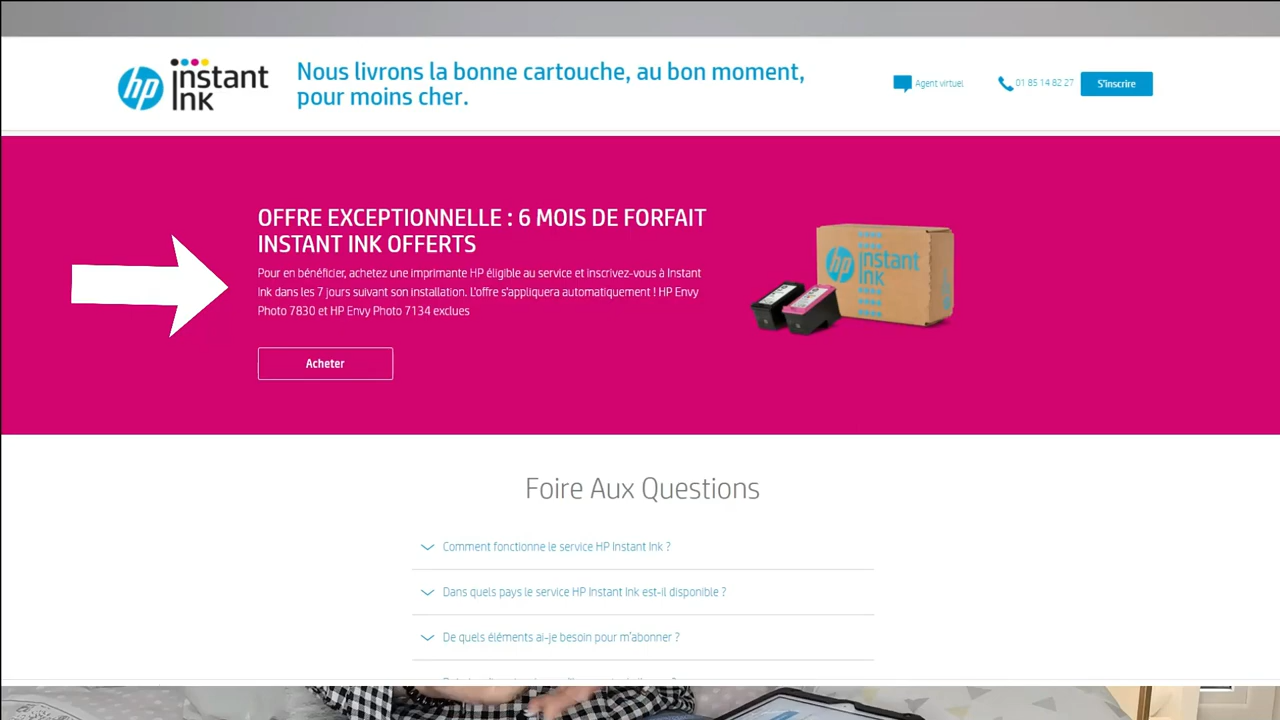 hp instant ink
Nous livrons la bonne cartouche, au bon moment,
pour moins cher.
Agent virtuel
01 85 14 82 27
S'inscrire
OFFRE EXCEPTIONNELLE : 6 MOIS DE FORFAIT
INSTANT INK OFFERTS
Pour en bénéficier, achetez une imprimante HP éligible au service et inscrivez-vous à Instant
Ink dans les 7 jours suivant son installation. L'offre s'appliquera automatiquement ! HP Envy
Photo 7830 et HP Envy Photo 7134 exclues
Acheter
hp instant ink
Foire Aux Questions
Comment fonctionne le service HP Instant Ink ?
Dans quels pays le service HP Instant Ink est-il disponible ?
De quels éléments ai-je besoin pour m'abonner ?